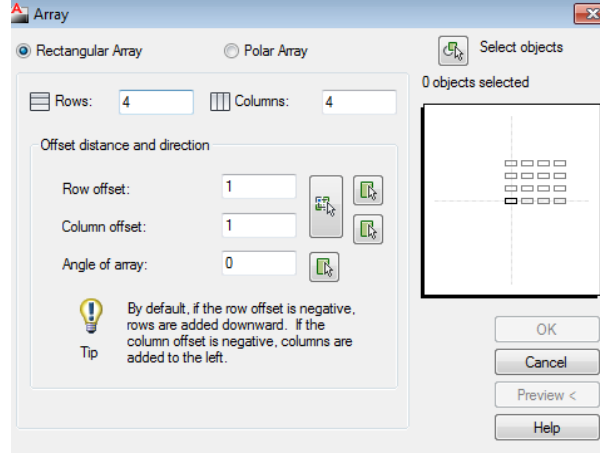 Array
Rectangular Array
Polar Array
Select objects
0 objects selected
Rows: 4
Columns: 4
Offset distance and direction
Row offset: 1
Column offset: 1
Angle of array: 0
Tip
By default, if the row offset is negative,
rows are added downward. If the
column offset is negative, columns are
added to the left.
OK
Cancel
Preview <
Help